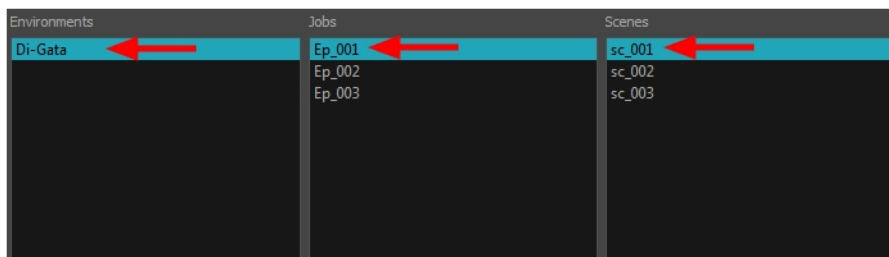 Environments
Di-Gata
Jobs
Ep_001
Ep_002
Ep_003
Scenes
sc_001
sc_002
sc_003